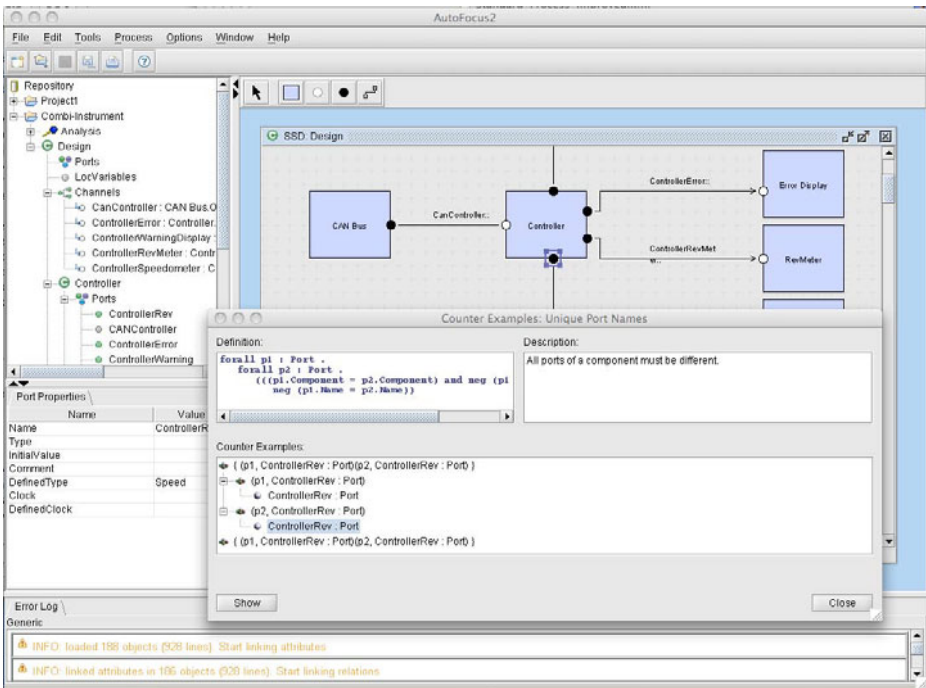 AutoFocus2
File Edit Tools Process Options Window Help
Repository
Project1
Combi-Instrument
Analysis
Design
Ports
LocVariables
Channels
CanController : CAN Bus.O
ControllerError : Controller.
ControllerWarningDisplay :
ControllerRevMeter : Contr
ControllerSpeedometer : C
Controller
Ports
ControllerRev
CANController
ControllerError
ControllerWarning
SSD Design
CAN Bus
CanController::
Controller
ControllerError::
Error Display
ControllerRevMet
e::
RevMeter
Port Properties
Name Value
Name ControllerR
Type
InitialValue
Comment
DefinedType Speed
Clock
DefinedClock
Counter Examples: Unique Port Names
Definition:
forall p1 : Port .
forall p2 : Port .
(((p1.Component = p2.Component) and neg (p1
neg (p1.Name = p2.Name))
Description:
All ports of a component must be different.
Counter Examples:
( (p1, ControllerRev : Port)(p2, ControllerRev : Port) )
(p1, ControllerRev : Port)
ControllerRev : Port
(p2, ControllerRev : Port)
ControllerRev : Port
( (p1, ControllerRev : Port)(p2, ControllerRev : Port) )
Show
Close
Error Log
Generic
INFO: loaded 188 objects (928 lines). Start linking attributes
INFO: linked attributes in 186 objects (928 lines). Start linking relations